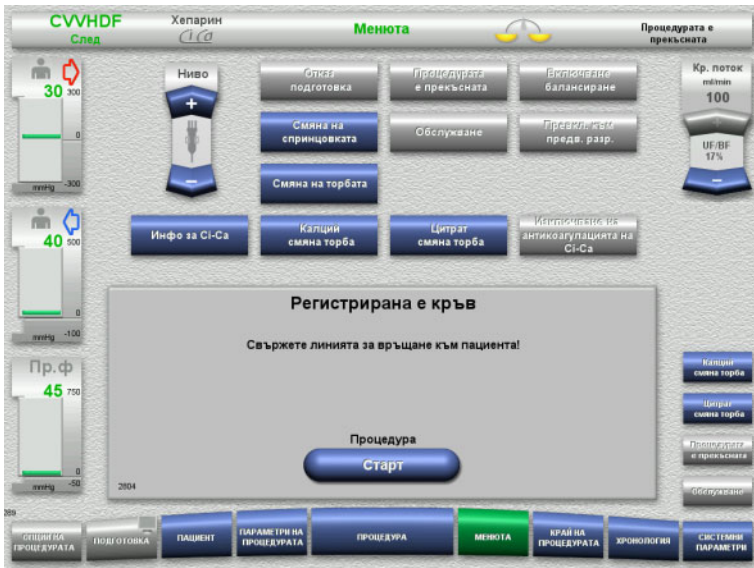 CVVHDF
След
Хепарин
Ci Ca
Менюта
Процедурата е
прекъсната
30
300
0
mmHg
-300
40
500
0
mmHg
-100
Пр.ф
45
750
0
mmHg
-50
Ниво
+
−
Отказ
подготовка
Процедурата
е прекъсната
Включване
балансиране
Смяна на
спринцовката
Обслужване
Превкл. към
предв. разр.
Смяна на торбата
Инфо за Ci-Ca
Калций
смяна торба
Цитрат
смяна торба
Изключване на
антикоагулацията на
Ci-Ca
Кр. поток
ml/min
100
+
UF/BF
17%
−
Регистрирана е кръв
Свържете линията за връщане към пациента!
Процедура
Старт
2804
Калций
смяна торба
Цитрат
смяна торба
Процедурата
е прекъсната
Обслужване
289
ОПЦИИ НА
ПРОЦЕДУРАТА
ПОДГОТОВКА
ПАЦИЕНТ
ПАРАМЕТРИ НА
ПРОЦЕДУРАТА
ПРОЦЕДУРА
МЕНЮТА
КРАЙ НА
ПРОЦЕДУРАТА
ХРОНОЛОГИЯ
СИСТЕМНИ
ПАРАМЕТРИ